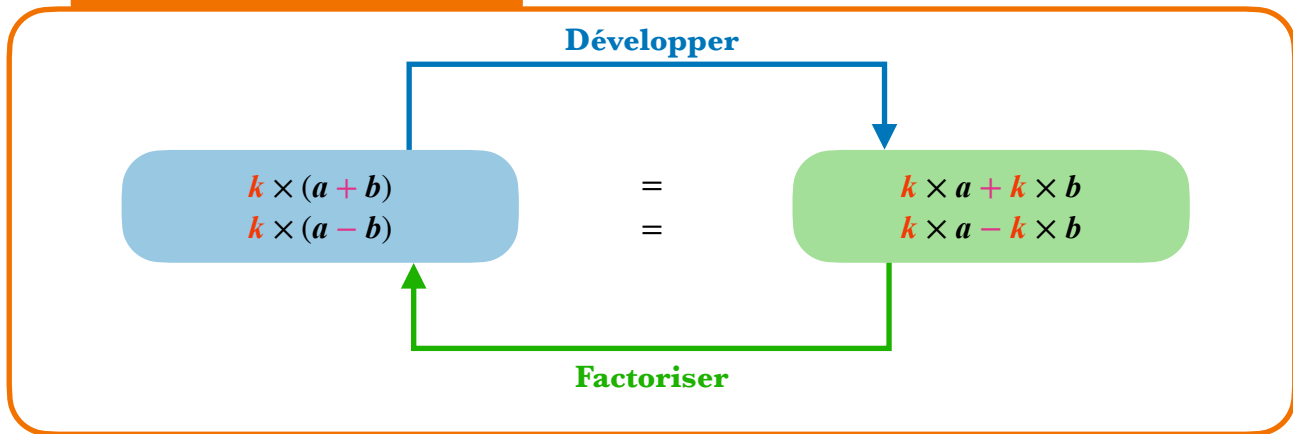 Développer
k × (a + b) = k × a + k × b
k × (a − b) = k × a − k × b
Factoriser